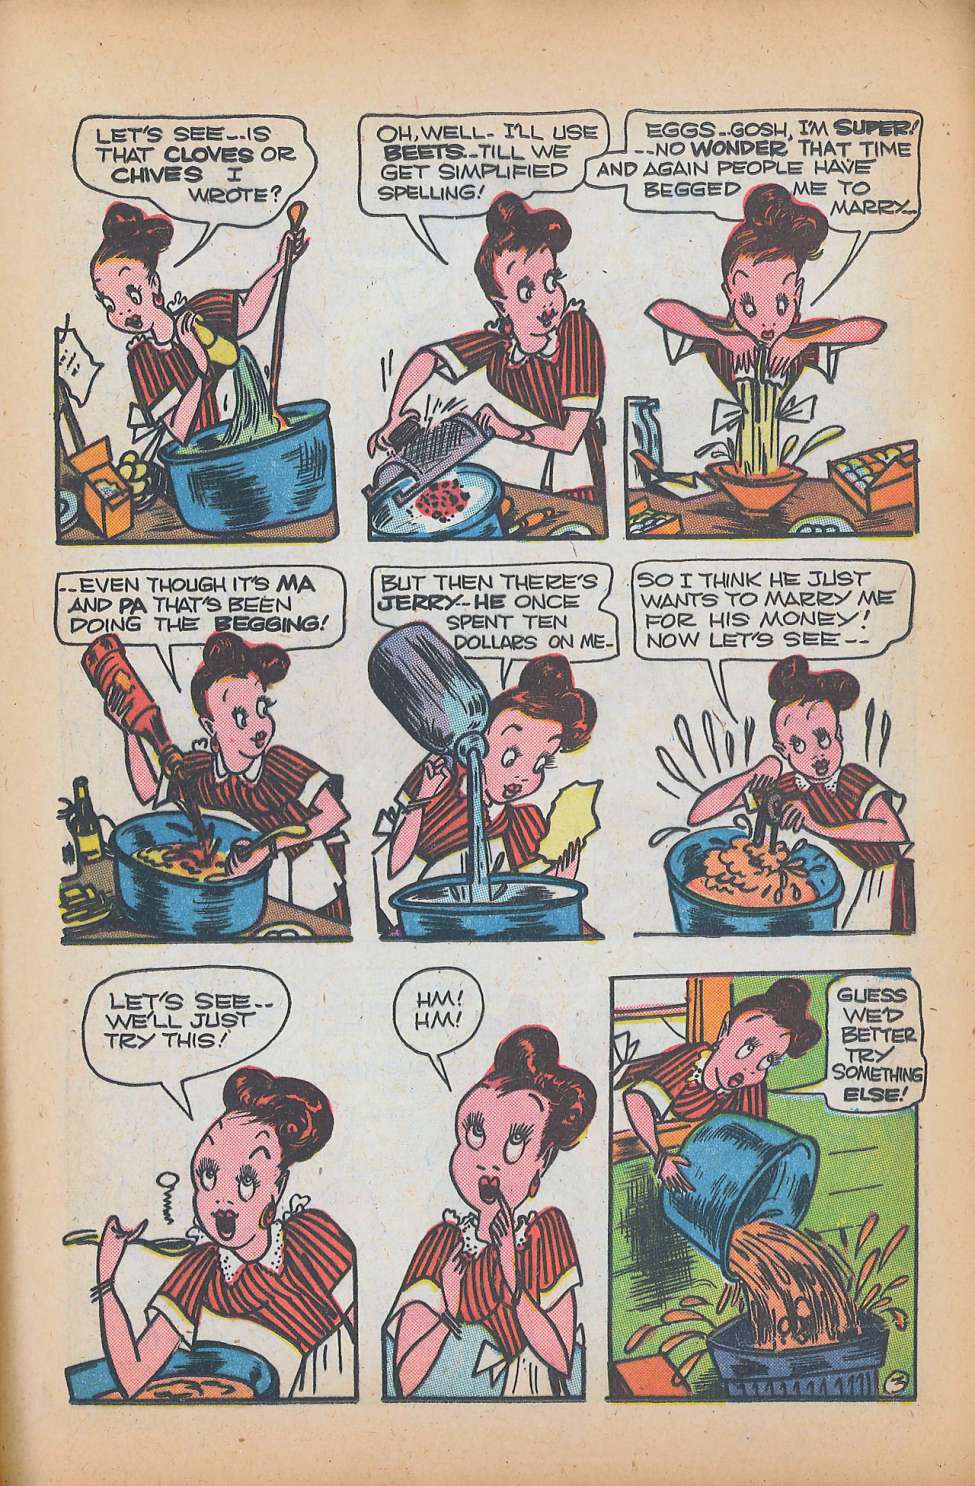 LET'S SEE--IS
THAT CLOVES OR
CHIVES I
WROTE?
OH, WELL- I'LL USE
BEETS--TILL WE
GET SIMPLIFIED
SPELLING!
EGGS--GOSH, I'M SUPER!
--NO WONDER THAT TIME
AND AGAIN PEOPLE HAVE
BEGGED ME TO
MARRY--
--EVEN THOUGH IT'S MA
AND PA THAT'S BEEN
DOING THE BEGGING!
BUT THEN THERE'S
JERRY--HE ONCE
SPENT TEN
DOLLARS ON ME-
SO I THINK HE JUST
WANTS TO MARRY ME
FOR HIS MONEY!
NOW LET'S SEE--
LET'S SEE--
WE'LL JUST
TRY THIS!
HM!
HM!
GUESS
WE'D
BETTER
TRY
SOMETHING
ELSE!
3